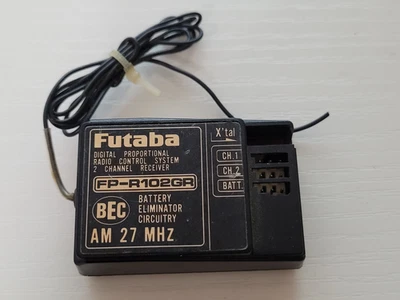 Futaba
DIGITAL PROPORTIONAL
RADIO CONTROL SYSTEM
2 CHANNEL RECEIVER
FP-R102GR
BEC
BATTERY
ELIMINATOR
CIRCUITRY
AM 27 MHz
X'tal
CH.1
CH.2
BATT.